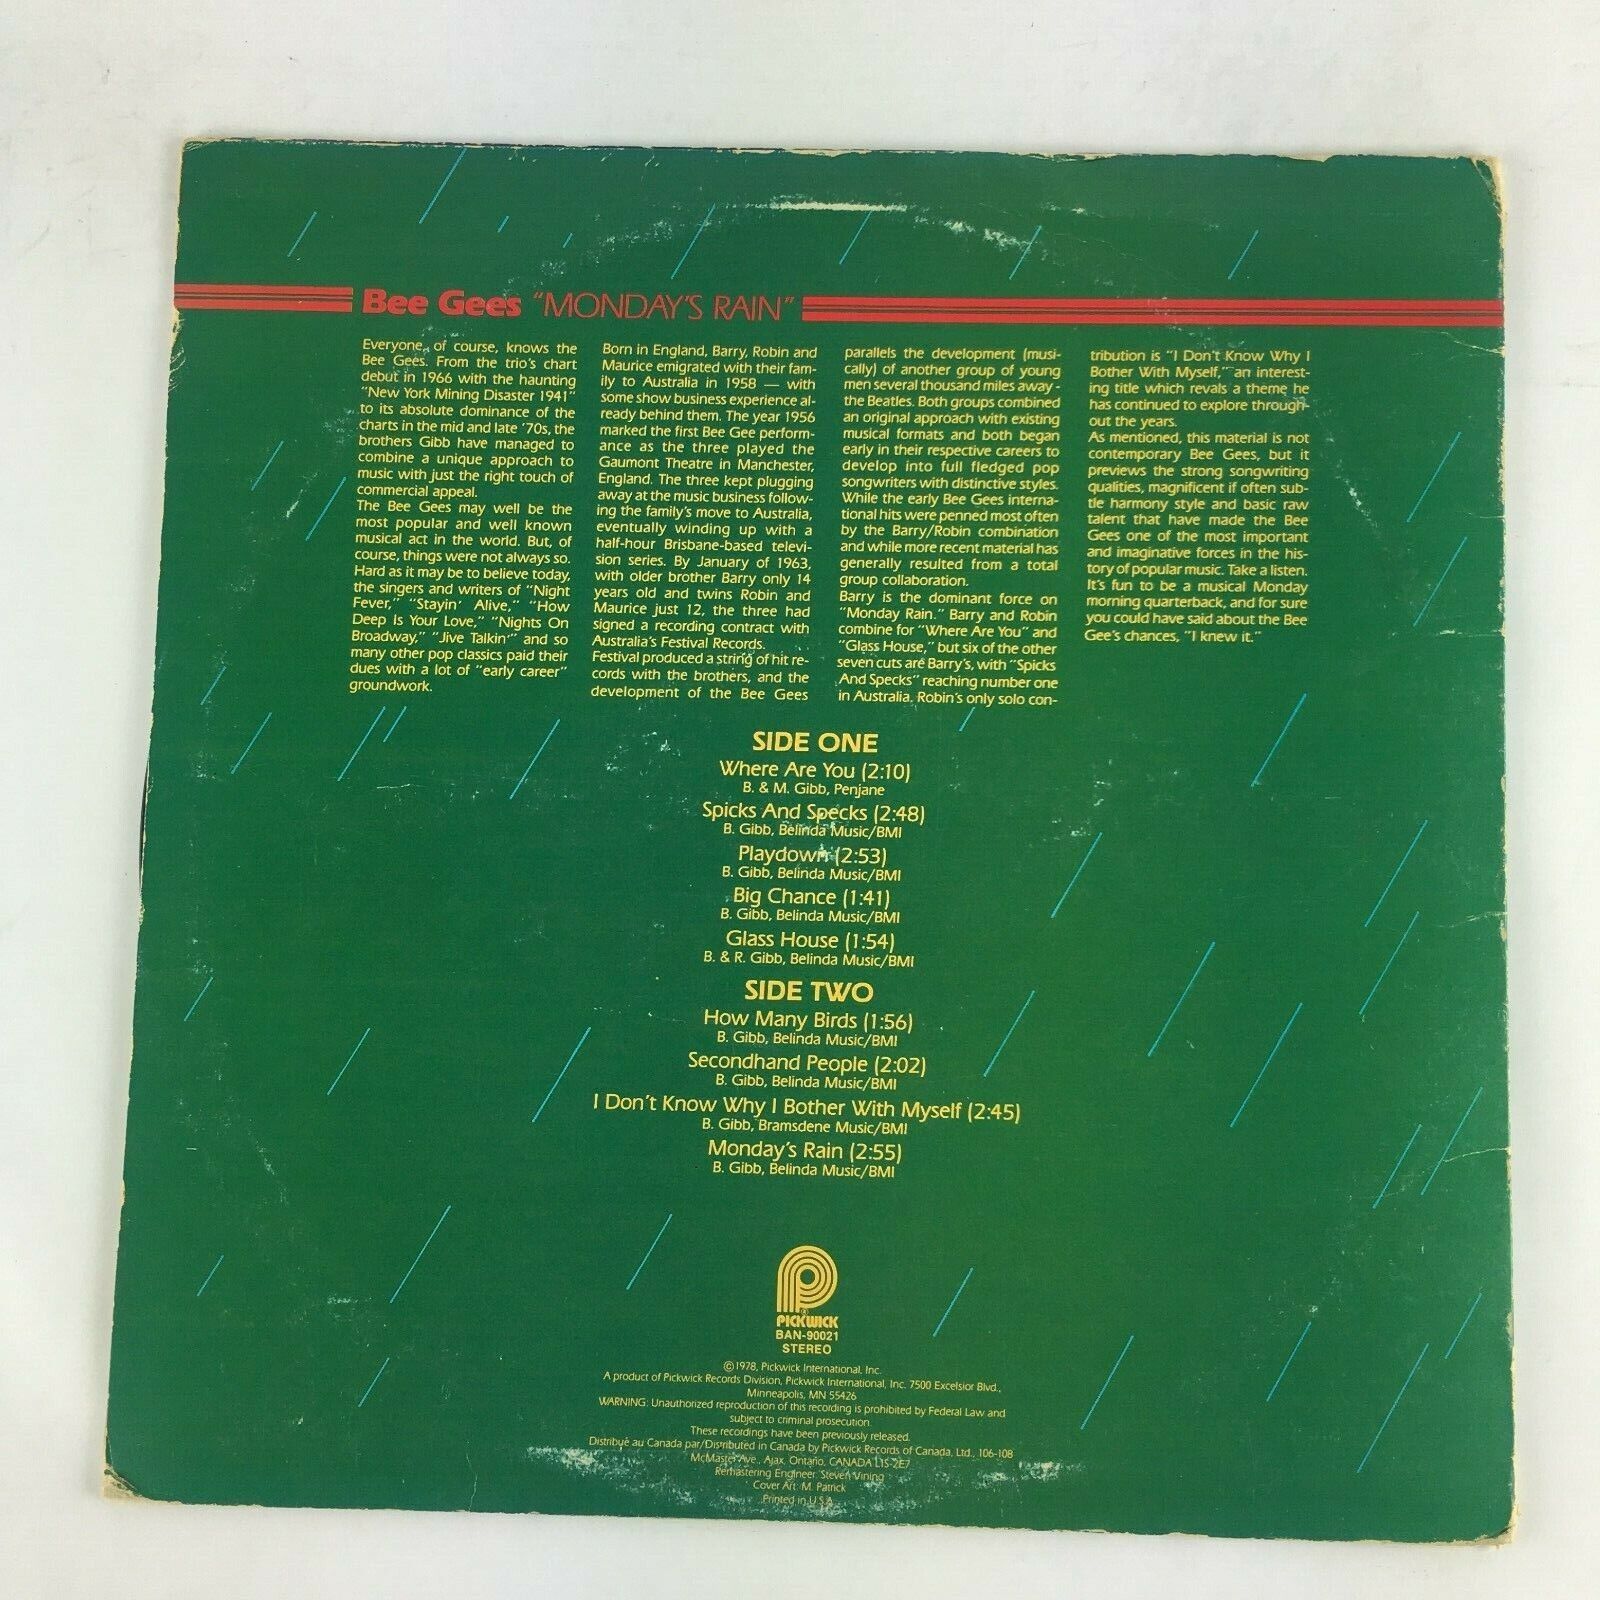 Bee Gees "MONDAY'S RAIN"
Everyone, of course, knows the
Bee Gees. From the trio's chart
debut in 1966 with the haunting
"New York Mining Disaster 1941"
to its absolute dominance of the
charts in the mid and late '70s, the
brothers Gibb have managed to
combine a unique approach to
music with just the right touch of
commercial appeal.
The Bee Gees may well be the
most popular and well known
musical act in the world. But, of
course, things were not always so.
Hard as it may be to believe today,
the singers and writers of "Night
Fever," "Stayin' Alive," "How
Deep Is Your Love," "Nights On
Broadway," "Jive Talkin'" and so
many other pop classics paid their
dues with a lot of "early career"
groundwork.
Born in England, Barry, Robin and
Maurice emigrated with their fam-
ily to Australia in 1958 — with
some show business experience al-
ready behind them. The year 1956
marked the first Bee Gee perform-
ance as the three played the
Gaumont Theatre in Manchester,
England. The three kept plugging
away at the music business follow-
ing the family's move to Australia,
eventually winding up with a
half-hour Brisbane-based televi-
sion series. By January of 1963,
with older brother Barry only 14
years old and twins Robin and
Maurice just 12, the three had
signed a recording contract with
Australia's Festival Records.
Festival produced a string of hit re-
cords with the brothers, and the
development of the Bee Gees
parallels the development (musi-
cally) of another group of young
men several thousand miles away -
the Beatles. Both groups combined
an original approach with existing
musical formats and both began
early in their respective careers to
develop into full fledged pop
songwriters with distinctive styles.
While the early Bee Gees interna-
tional hits were penned most often
by the Barry/Robin combination
and while more recent material has
generally resulted from a total
group collaboration.
Barry is the dominant force on
"Monday Rain." Barry and Robin
combine for "Where Are You" and
"Glass House," but six of the other
seven cuts are Barry's, with "Spicks
And Specks" reaching number one
in Australia. Robin's only solo con-
tribution is "I Don't Know Why I
Bother With Myself," an interest-
ing title which revals a theme he
has continued to explore through-
out the years.
As mentioned, this material is not
contemporary Bee Gees, but it
previews the strong songwriting
qualities, magnificent if often sub-
tle harmony style and basic raw
talent that have made the Bee
Gees one of the most important
and imaginative forces in the his-
tory of popular music. Take a listen.
It's fun to be a musical Monday
morning quarterback, and for sure
you could have said about the Bee
Gee's chances, "I knew it."
SIDE ONE
Where Are You (2:10)
B. & M. Gibb, Penjane
Spicks And Specks (2:48)
B. Gibb, Belinda Music/BMI
Playdown (2:53)
B. Gibb, Belinda Music/BMI
Big Chance (1:41)
B. Gibb, Belinda Music/BMI
Glass House (1:54)
B. & R. Gibb, Belinda Music/BMI
SIDE TWO
How Many Birds (1:56)
B. Gibb, Belinda Music/BMI
Secondhand People (2:02)
B. Gibb, Belinda Music/BMI
I Don't Know Why I Bother With Myself (2:45)
B. Gibb, Bramsdene Music/BMI
Monday's Rain (2:55)
B. Gibb, Belinda Music/BMI
P
PICKWICK
BAN-90021
STEREO
©1978, Pickwick International, Inc.
A product of Pickwick Records Division, Pickwick International, Inc. 7500 Excelsior Blvd.,
Minneapolis, MN 55426
WARNING: Unauthorized reproduction of this recording is prohibited by Federal Law and
subject to criminal prosecution.
These recordings have been previously released.
Distribué au Canada par/Distributed in Canada by Pickwick Records of Canada, Ltd., 106-108
McMaster Ave., Ajax, Ontario, CANADA L1S-2E7
Remastering Engineer: Steven Vining
Cover Art: M. Patrick
Printed in U.S.A.